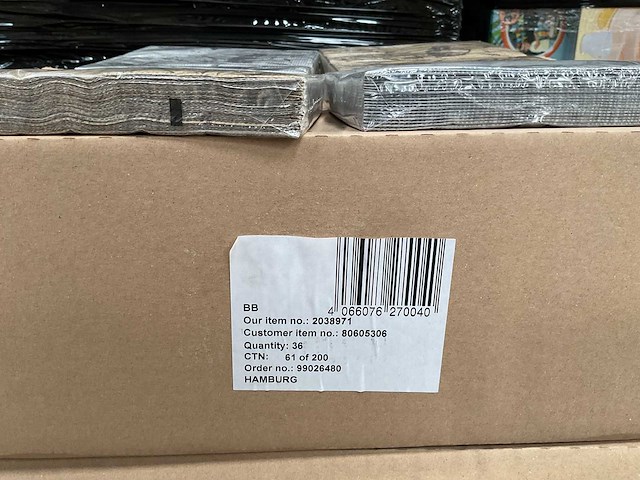 4 066076 270040
BB
Our item no.: 2038971
Customer item no.: 80605306
Quantity: 36
CTN: 61 of 200
Order no.: 99026480
HAMBURG